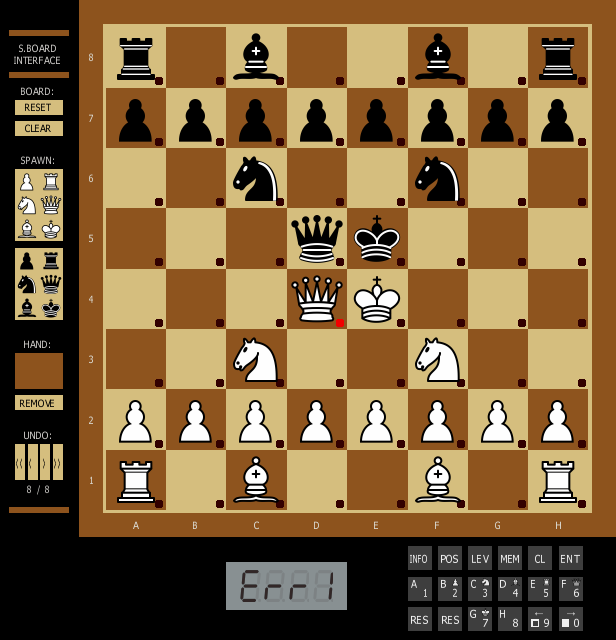 S.BOARD
INTERFACE
BOARD:
RESET
CLEAR
SPAWN:
HAND:
REMOVE
UNDO:
⟨⟨ ⟨ ⟩ ⟩⟩
8 / 8
8
7
6
5
4
3
2
1
A B C D E F G H
Err1
INFO POS LEV MEM CL ENT
A 1 B 2 C 3 D 4 E 5 F 6
RES RES G 7 H 8 ← 9 → 0